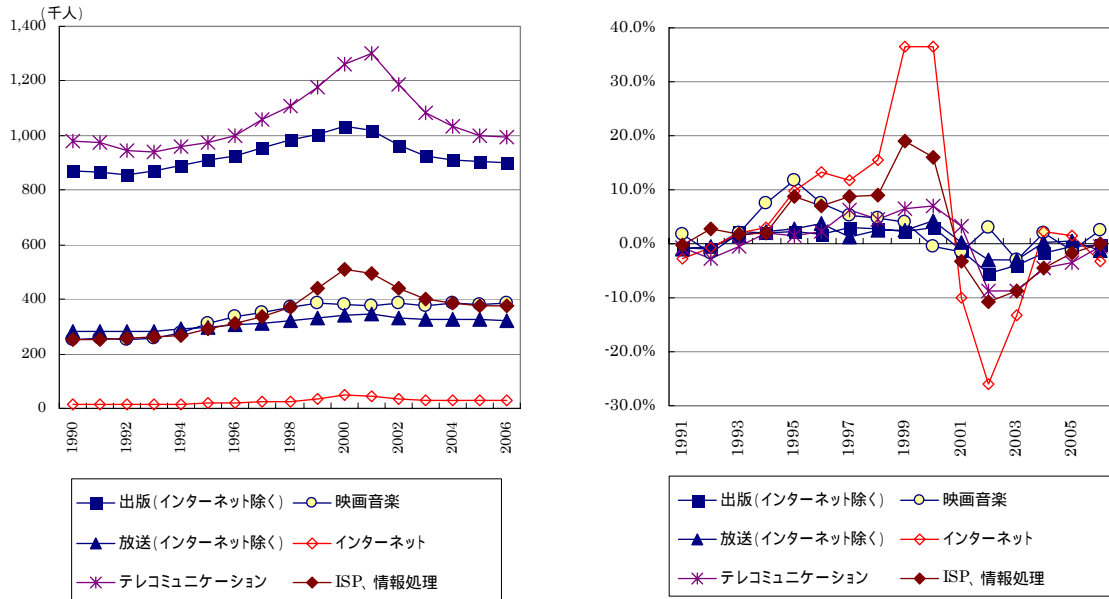 (千人)
1,400
1,200
1,000
800
600
400
200
0
1990
1992
1994
1996
1998
2000
2002
2004
2006
出版(インターネット除く)
映画音楽
放送(インターネット除く)
インターネット
テレコミュニケーション
ISP、情報処理
40.0%
30.0%
20.0%
10.0%
0.0%
-10.0%
-20.0%
-30.0%
1991
1993
1995
1997
1999
2001
2003
2005
出版(インターネット除く)
映画音楽
放送(インターネット除く)
インターネット
テレコミュニケーション
ISP、情報処理